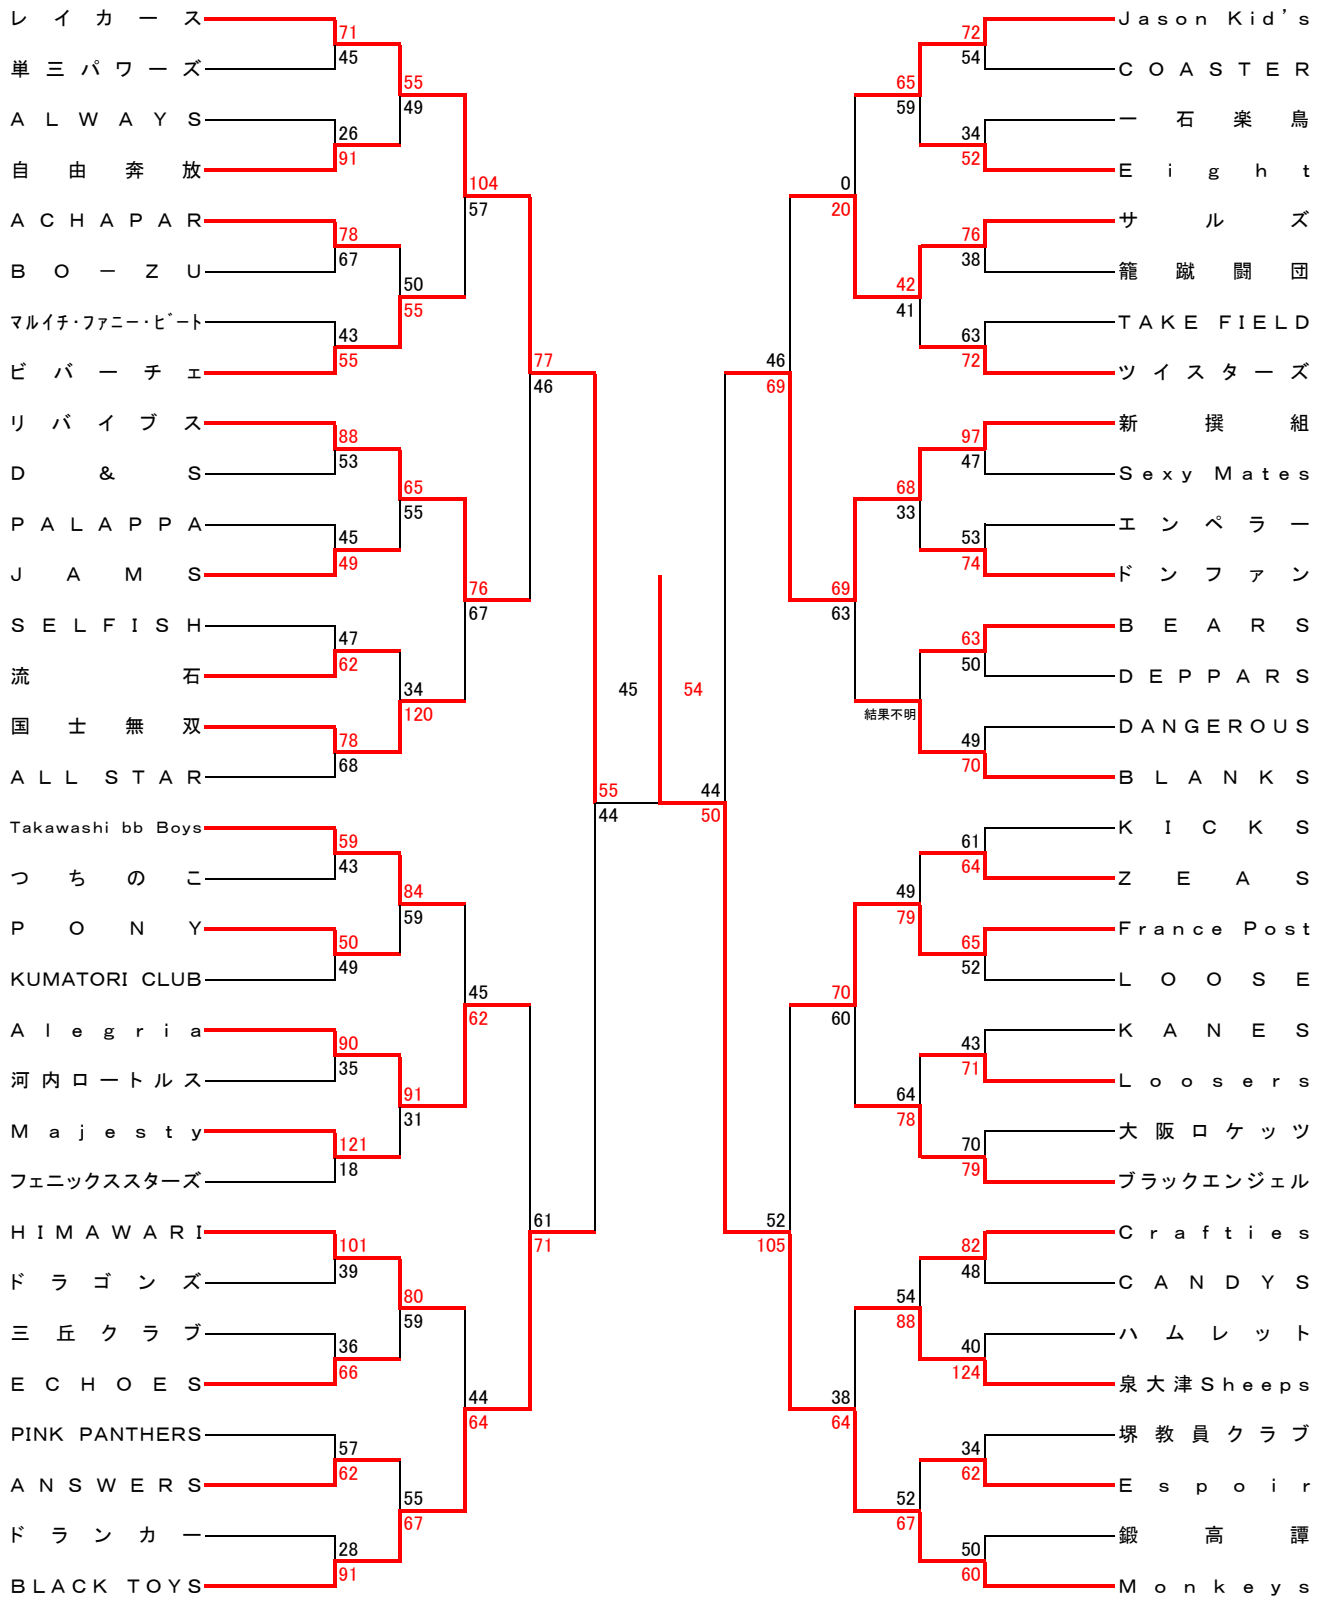 レイカース
単三パワーズ
ALWAYS
自由奔放
ACHAPAR
BO－ZU
マルイチ・ファニー・ビート
ビバーチェ
リバイブス
D&S
PALAPPA
JAMS
SELFISH
流石
国士無双
ALL STAR
Takawashi bb Boys
つちのこ
PONY
KUMATORI CLUB
Alegria
河内ロートルス
Majesty
フェニックススターズ
HIMAWARI
ドラゴンズ
三丘クラブ
ECHOES
PINK PANTHERS
ANSWERS
ドランカー
BLACK TOYS
71
45
26
91
78
67
43
55
88
53
45
49
47
62
78
68
59
43
50
49
90
35
121
18
101
39
36
66
57
62
28
91
55
49
50
55
65
55
34
120
84
59
91
31
80
59
55
67
104
57
76
67
45
62
44
64
77
46
61
71
55
44
45
54
44
50
46
69
52
105
0
20
69
63
70
60
38
64
65
59
42
41
68
33
結果不明
49
79
64
78
54
88
52
67
72
54
34
52
76
38
63
72
97
47
53
74
63
50
49
70
61
64
65
52
43
71
70
79
82
48
40
124
34
62
50
60
Jason Kid's
COASTER
一石楽鳥
Eight
サルズ
籠蹴闘団
TAKE FIELD
ツイスターズ
新撰組
Sexy Mates
エンペラー
ドンファン
BEARS
DEPPARS
DANGEROUS
BLANKS
KICKS
ZEAS
France Post
LOOSE
KANES
Loosers
大阪ロケッツ
ブラックエンジェル
Crafties
CANDYS
ハムレット
泉大津Sheeps
堺教員クラブ
Espoir
鍛高譚
Monkeys